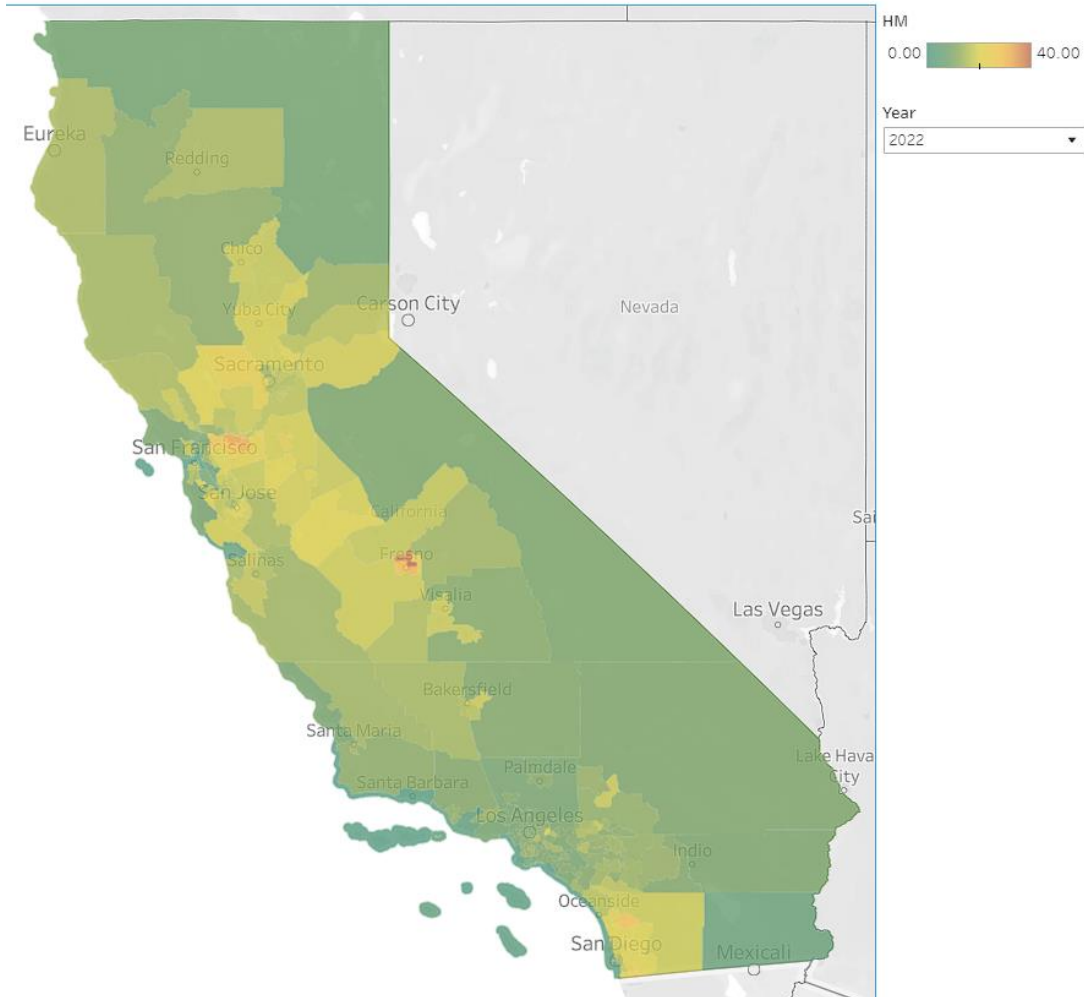 HM
0.00 40.00
Year
2022
Eureka
Redding
Chico
Carson City
Nevada
Yuba City
Sacramento
San Francisco
San Jose
California
Sai
Fresno
Salinas
Visalia
Las Vegas
Bakersfield
Santa Maria
Lake Hava
City
Palmdale
Santa Barbara
Los Angeles
Indio
Oceanside
San Diego
Mexicali